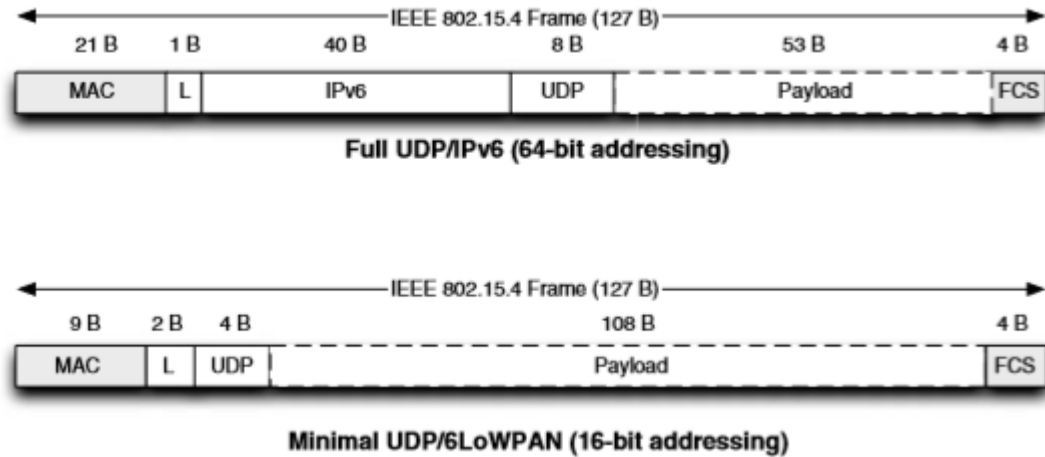 IEEE 802.15.4 Frame (127 B)
21 B 1 B 40 B 8 B 53 B 4 B
MAC L IPv6 UDP Payload FCS
Full UDP/IPv6 (64-bit addressing)
IEEE 802.15.4 Frame (127 B)
9 B 2 B 4 B 108 B 4 B
MAC L UDP Payload FCS
Minimal UDP/6LoWPAN (16-bit addressing)